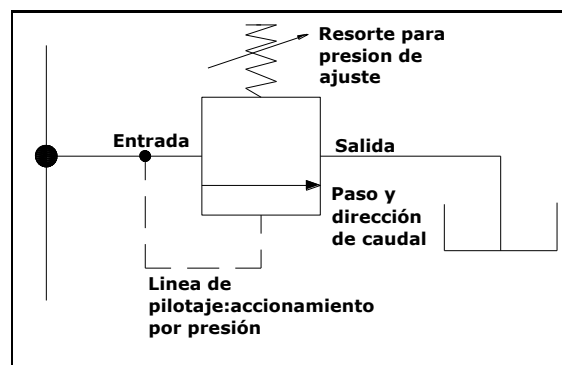 Resorte para
presion de
ajuste
Entrada
Salida
Paso y
dirección
de caudal
Linea de
pilotaje:accionamiento
por presión